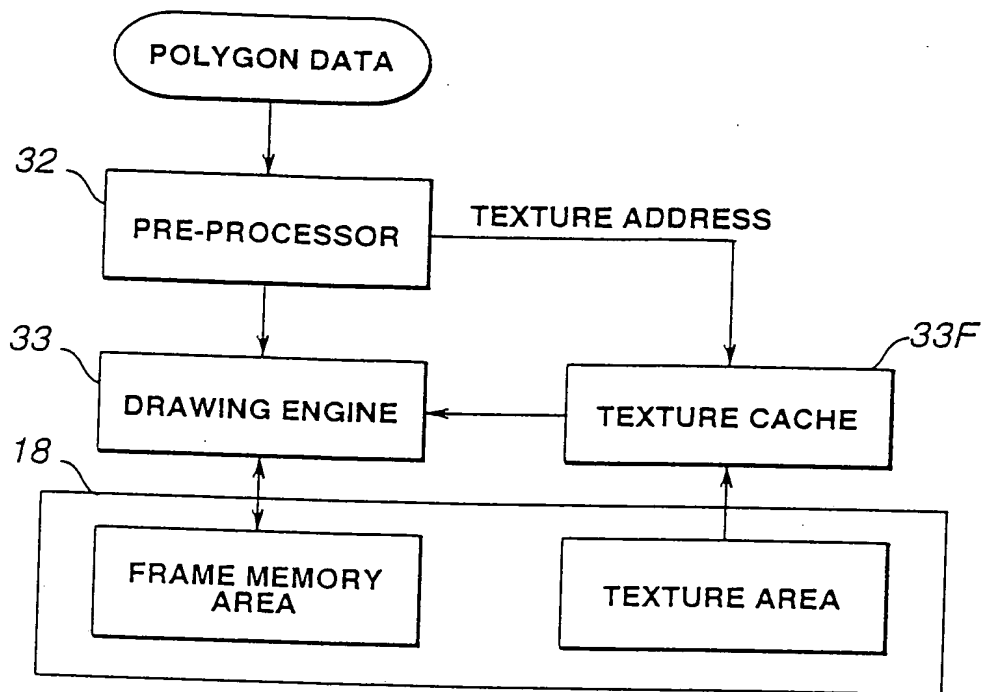 POLYGON DATA
32
PRE-PROCESSOR
TEXTURE ADDRESS
33
DRAWING ENGINE
33F
TEXTURE CACHE
18
FRAME MEMORY
AREA
TEXTURE AREA